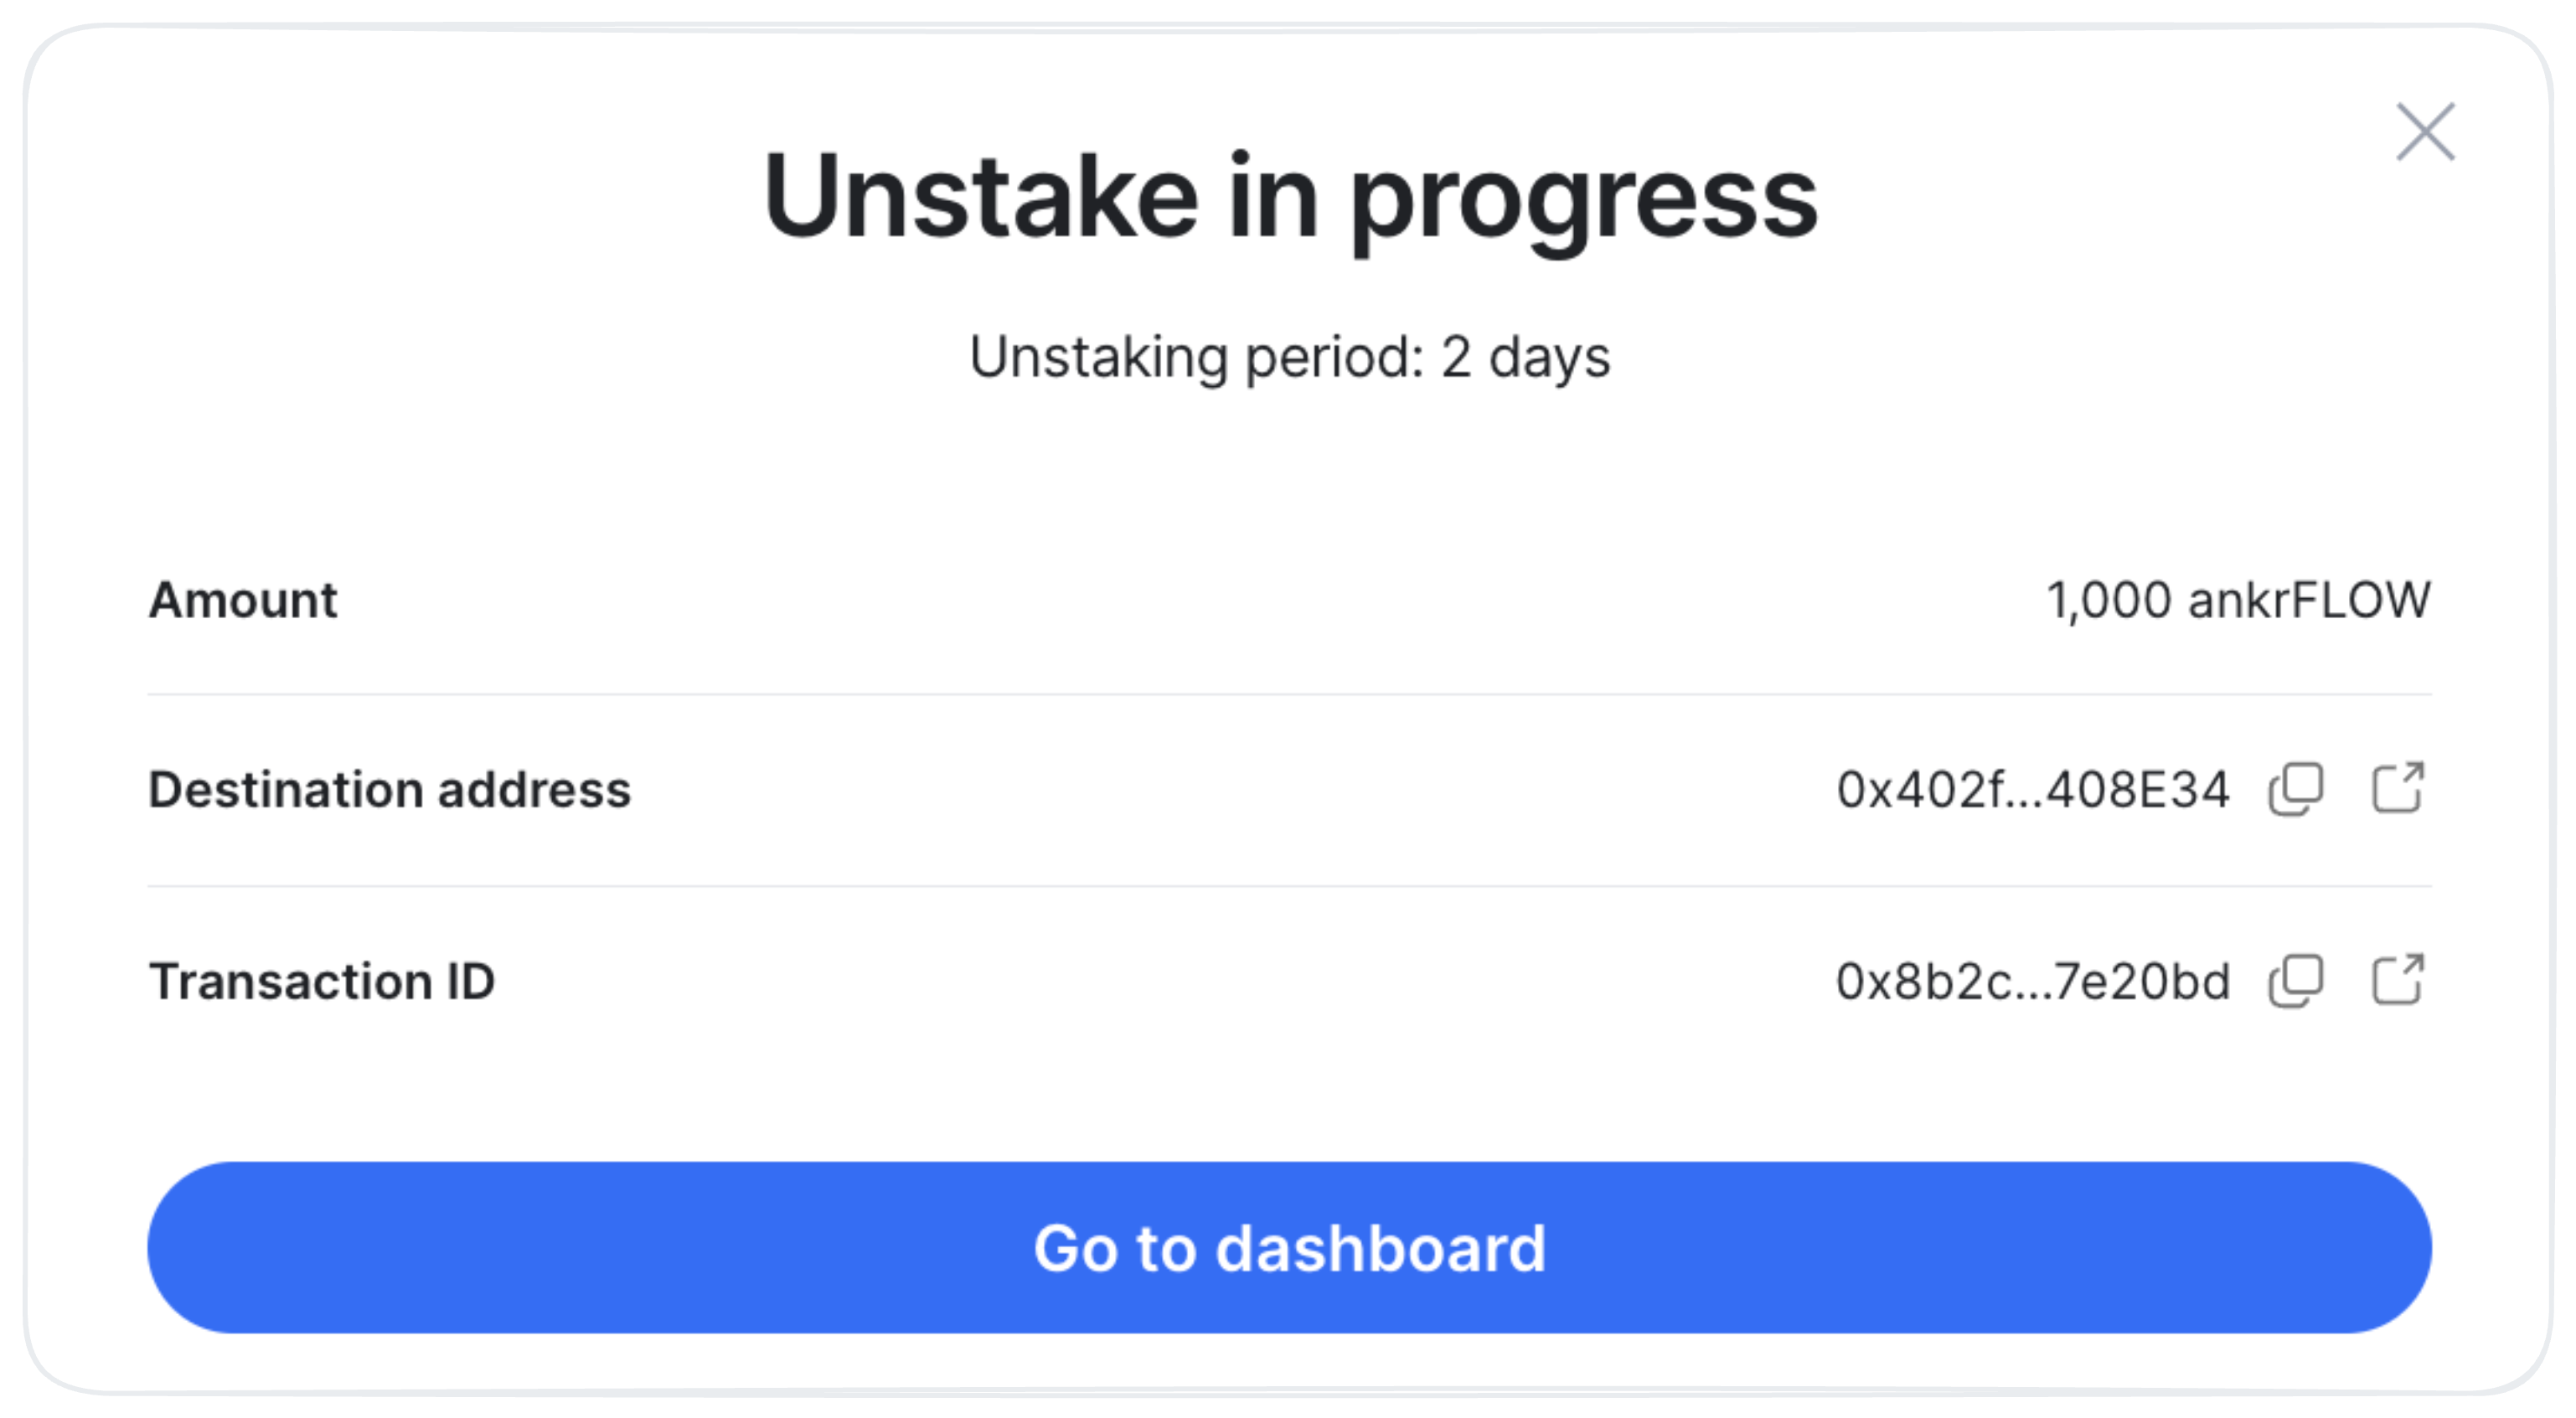 Unstake in progress
Unstaking period: 2 days
Amount 1,000 ankrFLOW
Destination address 0x402f...408E34
Transaction ID 0x8b2c...7e20bd
Go to dashboard